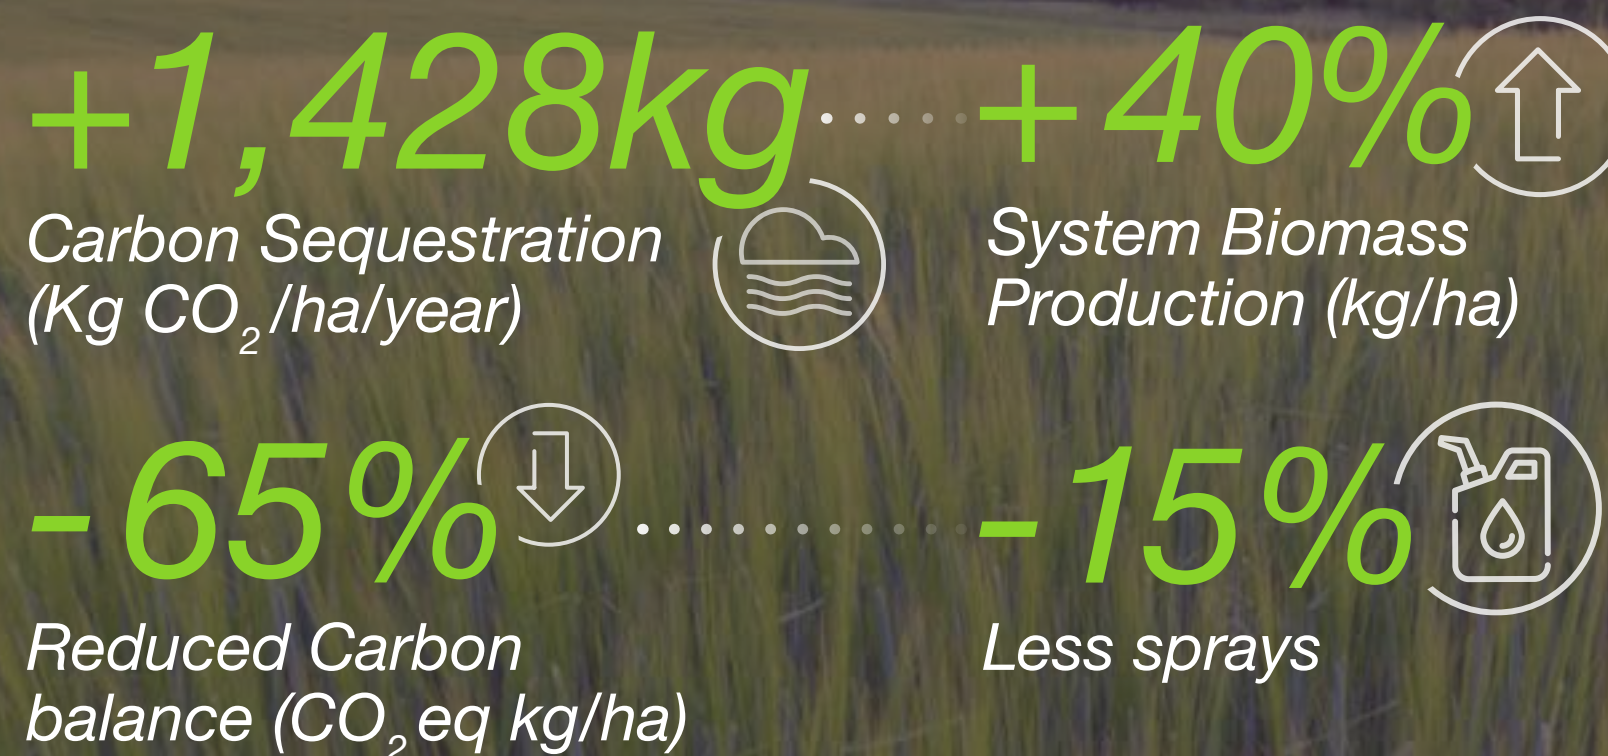 +1,428kg
Carbon Sequestration
(Kg CO₂/ha/year)
+40%
System Biomass
Production (kg/ha)
-65%
Reduced Carbon
balance (CO₂eq kg/ha)
-15%
Less sprays